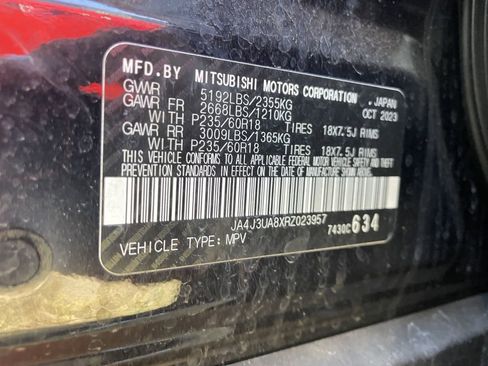 MFD.BY MITSUBISHI MOTORS CORPORATION, JAPAN
GVWR 5192LBS/2355KG OCT 2023
GAWR FR 2668LBS/1210KG
WITH P235/60R18 TIRES 18X7.5J RIMS
GAWR RR 3009LBS/1365KG
WITH P235/60R18 TIRES 18X7.5J RIMS
THIS VEHICLE CONFORMS TO ALL APPLICABLE FEDERAL MOTOR VEHICLE SAFETY, BUMPER, AND THEFT
PREVENTION STANDARDS IN EFFECT ON THE DATE OF MANUFACTURE SHOWN ABOVE.
JA4J3UA8XRZ023957
VEHICLE TYPE: MPV 7430C634